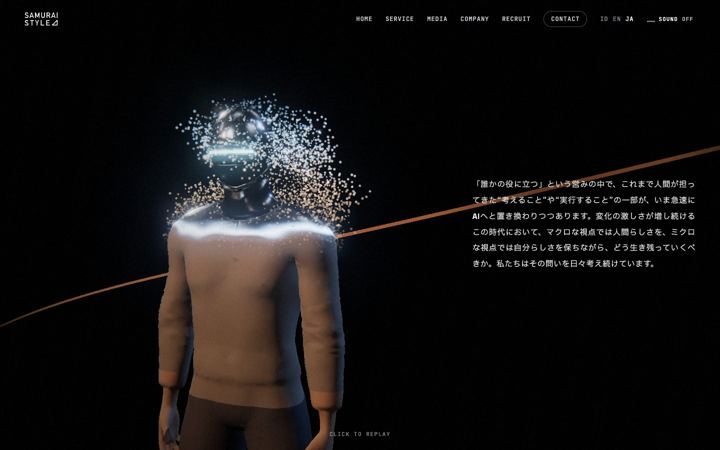 SAMURAI
STYLE
HOME SERVICE MEDIA COMPANY RECRUIT CONTACT ID EN JA SOUND OFF
「誰かの役に立つ」という営みの中で、これまで人間が担っ
てきた“考えること”や“実行すること”の一部が、いま急速に
AIへと置き換わりつつあります。変化の激しさが増し続ける
この時代において、マクロな視点では人間らしさを、ミクロ
な視点では自分らしさを保ちながら、どう生き残っていくべ
きか。私たちはその問いを日々考え続けています。
CLICK TO REPLAY